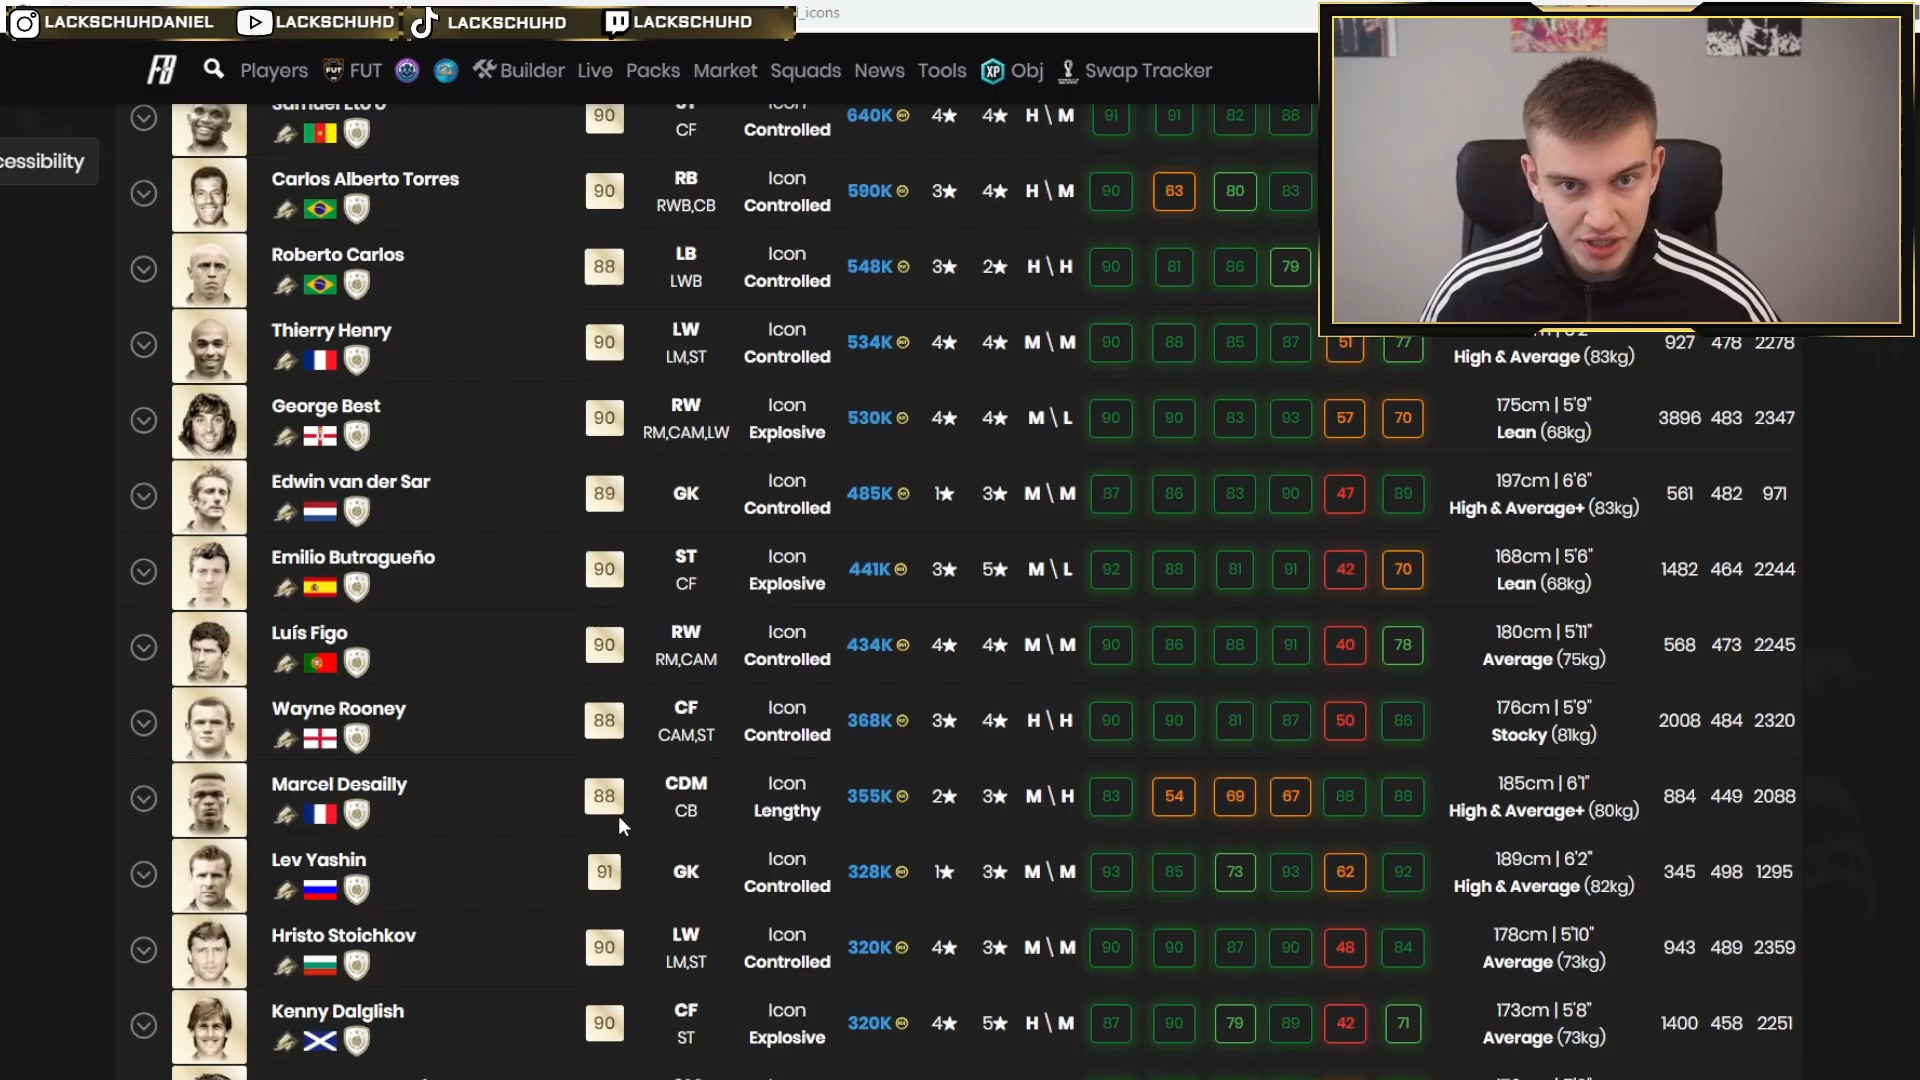 LACKSCHUHDANIEL LACKSCHUHD LACKSCHUHD LACKSCHUHD
_icons
Players FUT Builder Live Packs Market Squads News Tools XP Obj Swap Tracker
cessibility
Samuel Eto'o 90 ST CF Icon Controlled 640K 4★ 4★ H \ M 91 91 82 88
Carlos Alberto Torres 90 RB RWB,CB Icon Controlled 590K 3★ 4★ H \ M 90 63 80 83
Roberto Carlos 88 LB LWB Icon Controlled 548K 3★ 2★ H \ H 90 81 86 79
Thierry Henry 90 LW LM,ST Icon Controlled 534K 4★ 4★ M \ M 90 88 85 87 51 77 High & Average (83kg) 927 478 2278
George Best 90 RW RM,CAM,LW Icon Explosive 530K 4★ 4★ M \ L 90 90 83 93 57 70 175cm | 5'9" Lean (68kg) 3896 483 2347
Edwin van der Sar 89 GK Icon Controlled 485K 1★ 3★ M \ M 87 86 83 90 47 89 197cm | 6'6" High & Average+ (83kg) 561 482 971
Emilio Butragueño 90 ST CF Icon Explosive 441K 3★ 5★ M \ L 92 88 81 91 42 70 168cm | 5'6" Lean (68kg) 1482 464 2244
Luís Figo 90 RW RM,CAM Icon Controlled 434K 4★ 4★ M \ M 90 86 88 91 40 78 180cm | 5'11" Average (75kg) 568 473 2245
Wayne Rooney 88 CF CAM,ST Icon Controlled 368K 3★ 4★ H \ H 90 90 81 87 50 86 176cm | 5'9" Stocky (81kg) 2008 484 2320
Marcel Desailly 88 CDM CB Icon Lengthy 355K 2★ 3★ M \ H 83 54 69 67 88 88 185cm | 6'1" High & Average+ (80kg) 884 449 2088
Lev Yashin 91 GK Icon Controlled 328K 1★ 3★ M \ M 93 85 73 93 62 92 189cm | 6'2" High & Average (82kg) 345 498 1295
Hristo Stoichkov 90 LW LM,ST Icon Controlled 320K 4★ 3★ M \ M 90 90 87 90 48 84 178cm | 5'10" Average (73kg) 943 489 2359
Kenny Dalglish 90 CF ST Icon Explosive 320K 4★ 5★ H \ M 87 90 79 89 42 71 173cm | 5'8" Average (73kg) 1400 458 2251